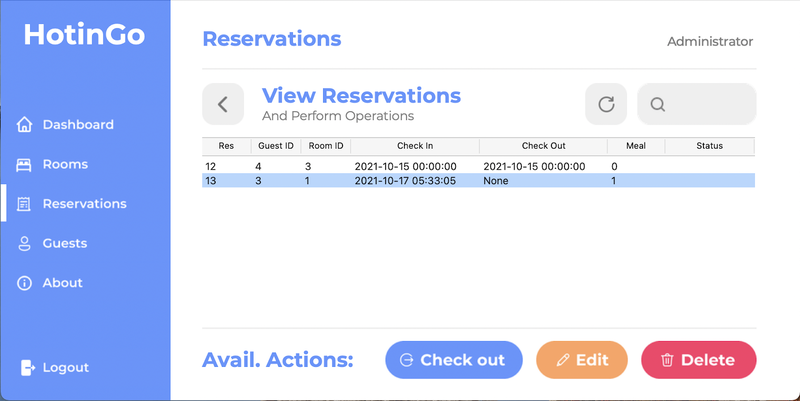 HotinGo
Dashboard
Rooms
Reservations
Guests
About
Logout
Reservations
Administrator
View Reservations
And Perform Operations
Res Guest ID Room ID Check In Check Out Meal Status
12 4 3 2021-10-15 00:00:00 2021-10-15 00:00:00 0
13 3 1 2021-10-17 05:33:05 None 1
Avail. Actions: Check out Edit Delete